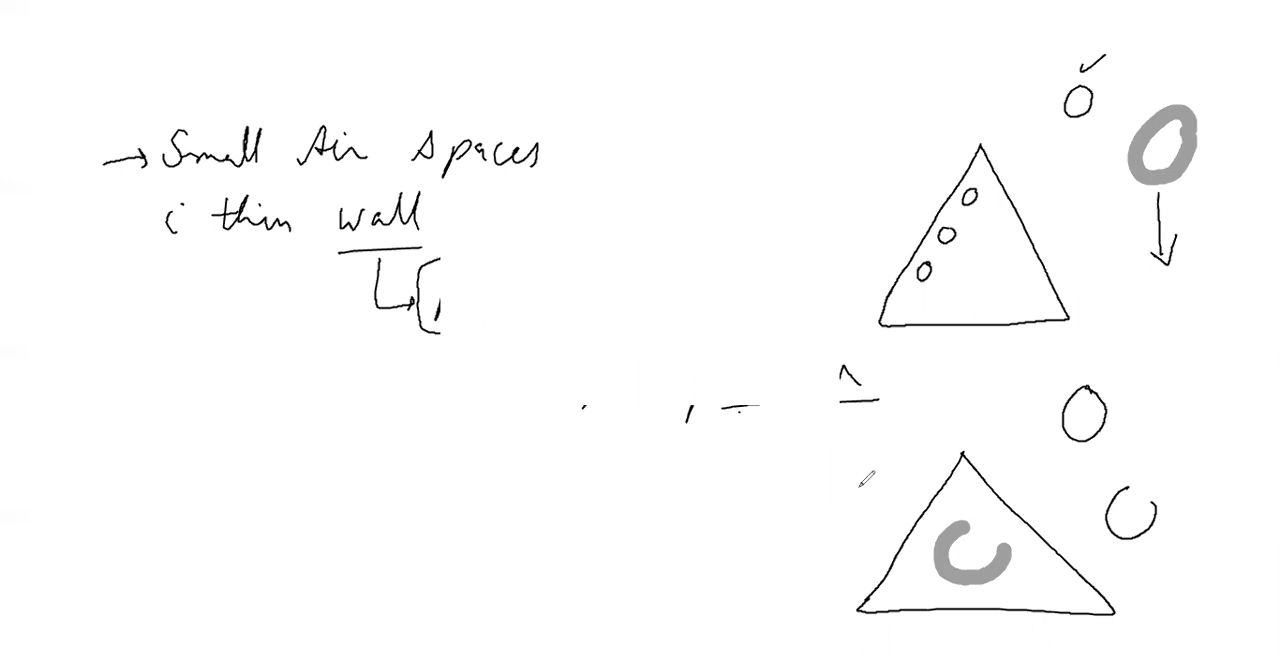 → Small Air spaces
c̄ thin wall